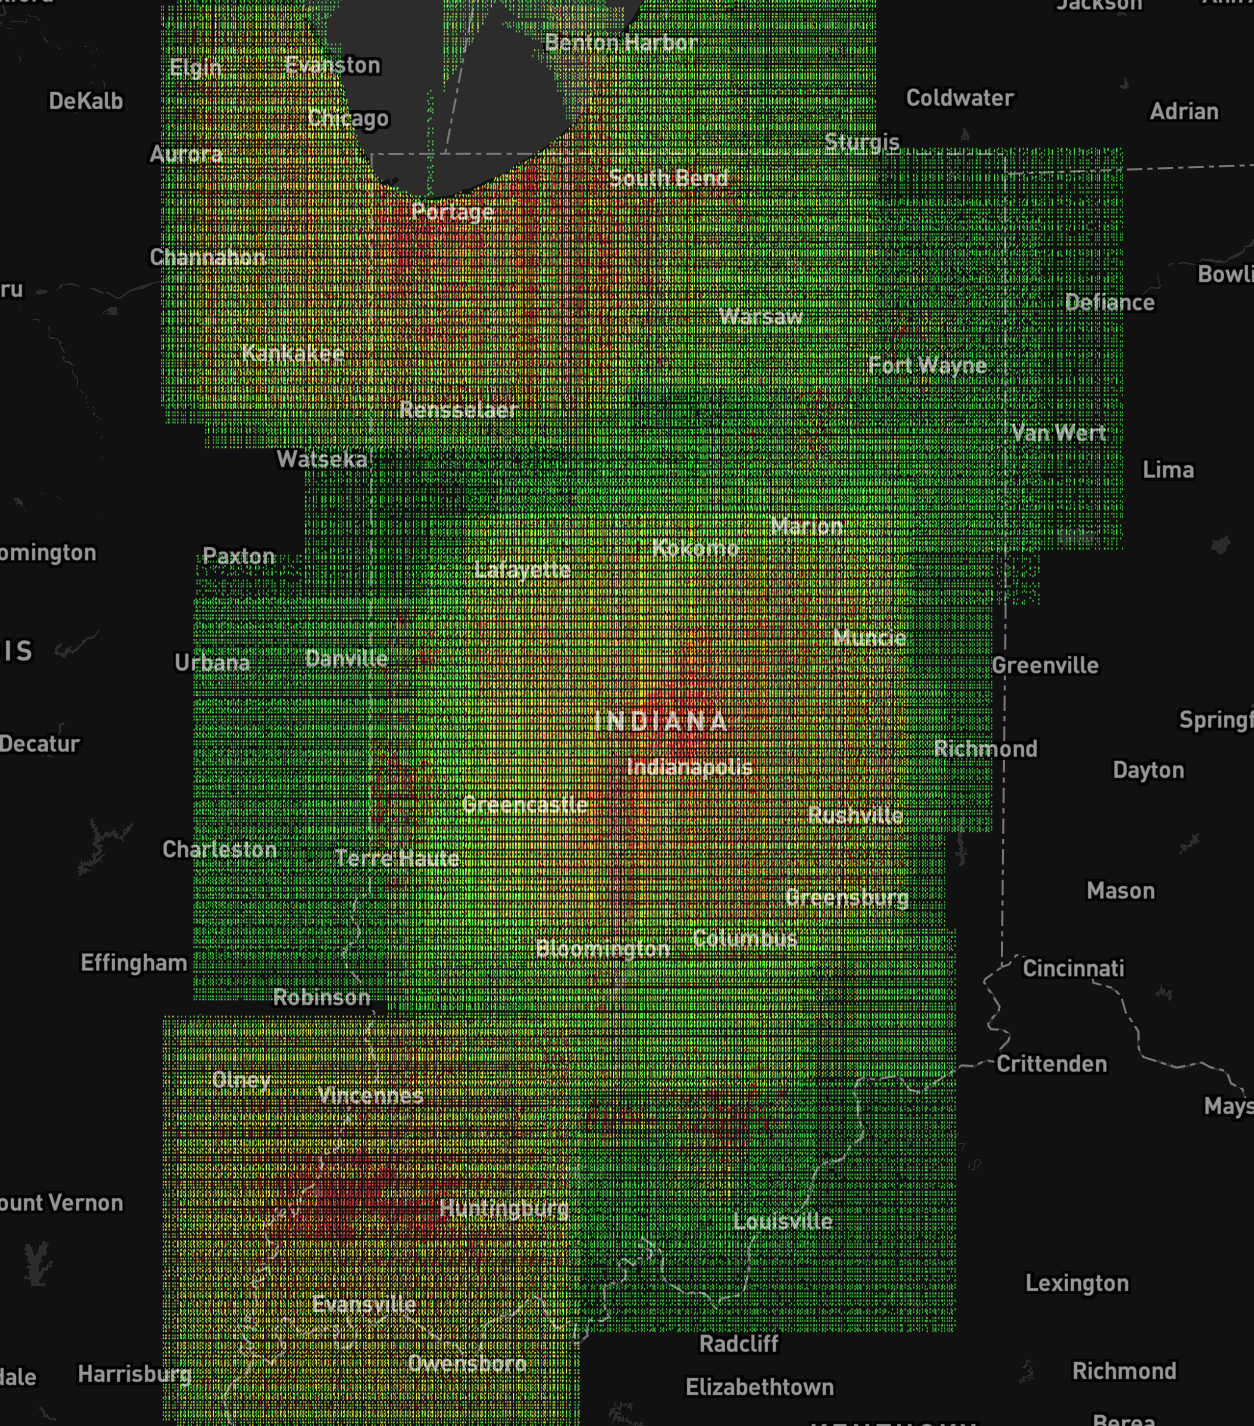 Jackson
Benton Harbor
Elgin
Evanston
DeKalb
Coldwater
Adrian
Chicago
Sturgis
Aurora
South Bend
Portage
Channahon
Bowli
ru
Defiance
Warsaw
Kankakee
Fort Wayne
Rensselaer
Van Wert
Watseka
Lima
Marion
Kokomo
omington
Paxton
Lafayette
Muncie
IS
Urbana
Danville
Greenville
INDIANA
Springf
Decatur
Richmond
Indianapolis
Dayton
Greencastle
Rushville
Charleston
Terre Haute
Mason
Greensburg
Columbus
Bloomington
Effingham
Cincinnati
Robinson
Crittenden
Olney
Vincennes
Mays
ount Vernon
Huntingburg
Louisville
Lexington
Evansville
Radcliff
Owensboro
dale
Harrisburg
Richmond
Elizabethtown
Berea
KENTUCKY